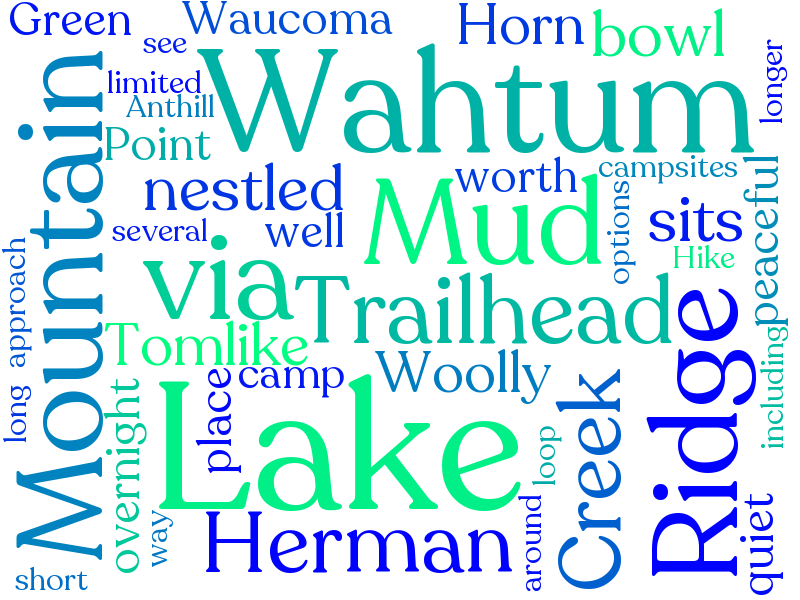 Green
Waucoma
Horn
bowl
see
limited
Anthill
Point
Wahtum
longer
Mountain
nestled
worth
campsites
several
well
Mud
options
sits
Hike
peaceful
approach
via
Trailhead
Tomlike
Woolly
Ridge
including
long
overnight
place
camp
Lake
Creek
loop
way
Herman
around
quiet
short